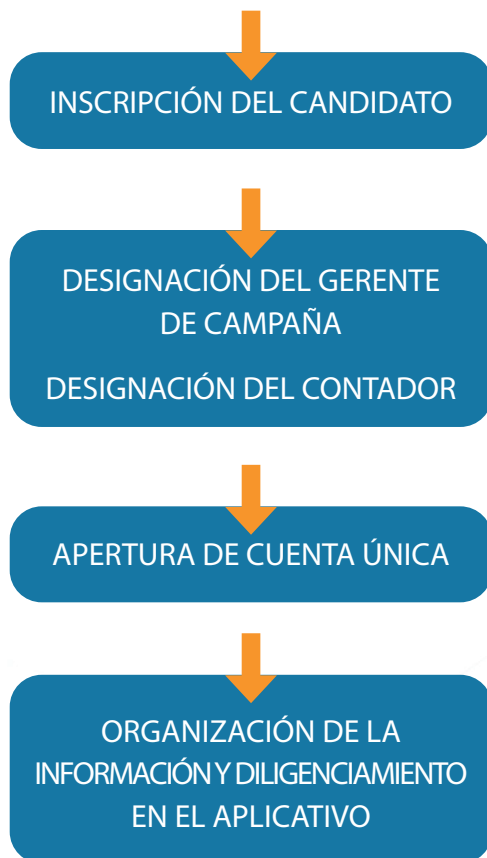 INSCRIPCIÓN DEL CANDIDATO
DESIGNACIÓN DEL GERENTE
DE CAMPAÑA
DESIGNACIÓN DEL CONTADOR
APERTURA DE CUENTA ÚNICA
ORGANIZACIÓN DE LA
INFORMACIÓN Y DILIGENCIAMIENTO
EN EL APLICATIVO